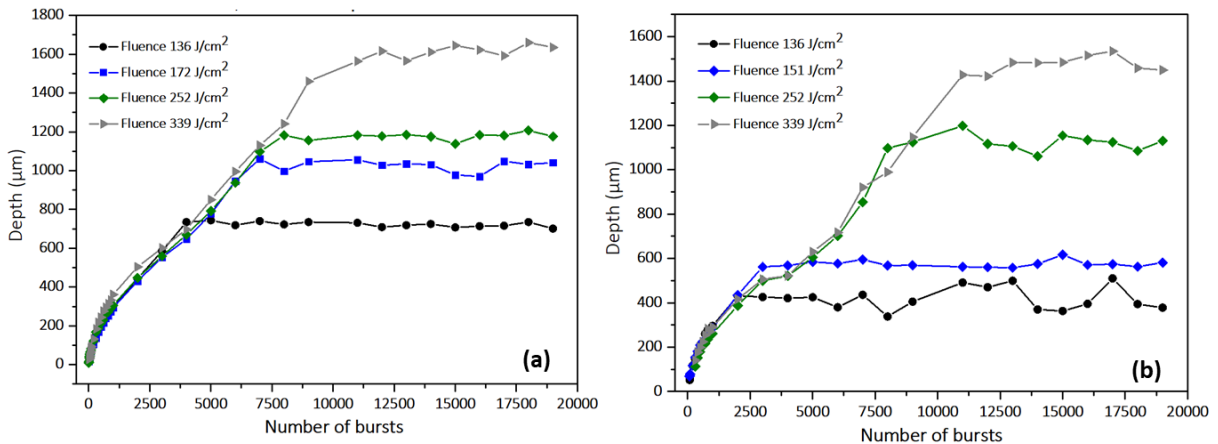 1800
1600
1400
1200
1000
800
600
400
200
0
Depth (µm)
Fluence 136 J/cm²
Fluence 172 J/cm²
Fluence 252 J/cm²
Fluence 339 J/cm²
(a)
0 2500 5000 7500 10000 12500 15000 17500 20000
Number of bursts
1600
1400
1200
1000
800
600
400
200
0
Depth (µm)
Fluence 136 J/cm²
Fluence 151 J/cm²
Fluence 252 J/cm²
Fluence 339 J/cm²
(b)
0 2500 5000 7500 10000 12500 15000 17500 20000
Number of bursts